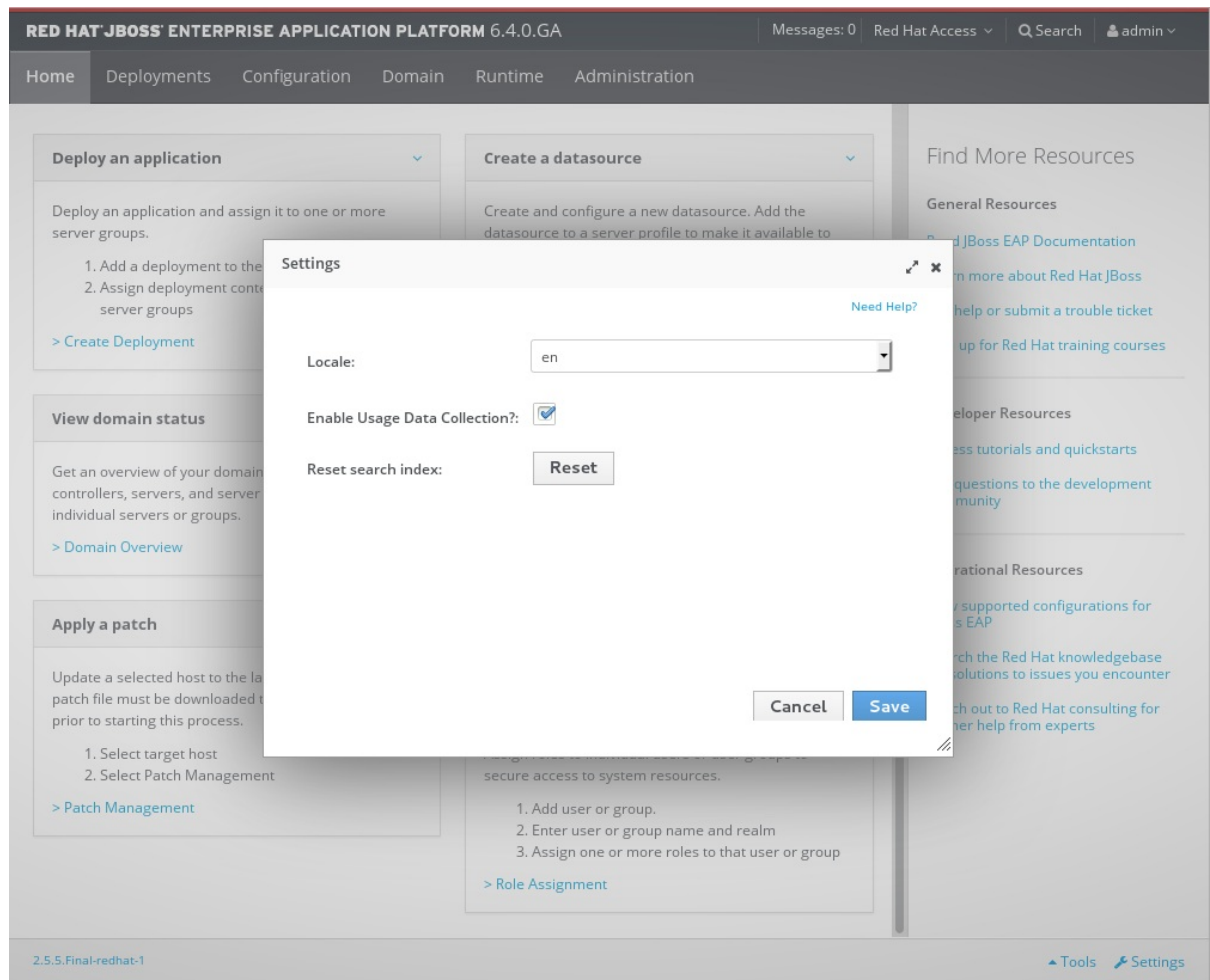 RED HAT JBOSS ENTERPRISE APPLICATION PLATFORM 6.4.0.GA
Messages: 0 Red Hat Access Search admin
Home Deployments Configuration Domain Runtime Administration
Deploy an application
Deploy an application and assign it to one or more
server groups.
1. Add a deployment to the
2. Assign deployment
server groups
> Create Deployment
Create a datasource
Create and configure a new datasource. Add the
datasource to a server profile to make it available to
View domain status
Get an overview of your domain
controllers, servers, and server
individual servers or groups.
> Domain Overview
Apply a patch
Update a selected host to the
patch file must be downloaded
prior to starting this process.
1. Select target host
2. Select Patch Management
> Patch Management
Settings
Need Help?
Locale:
en
Enable Usage Data Collection?:
Reset search index:
Reset
Cancel Save
secure access to system resources.
1. Add user or group.
2. Enter user or group name and realm
3. Assign one or more roles to that user or group
> Role Assignment
Find More Resources
General Resources
JBoss EAP Documentation
more about Red Hat JBoss
help or submit a trouble ticket
up for Red Hat training courses
Resources
tutorials and quickstarts
questions to the development
Resources
supported configurations for
EAP
the Red Hat knowledgebase
solutions to issues you encounter
out to Red Hat consulting for
help from experts
2.5.5.Final-redhat-1
Tools Settings